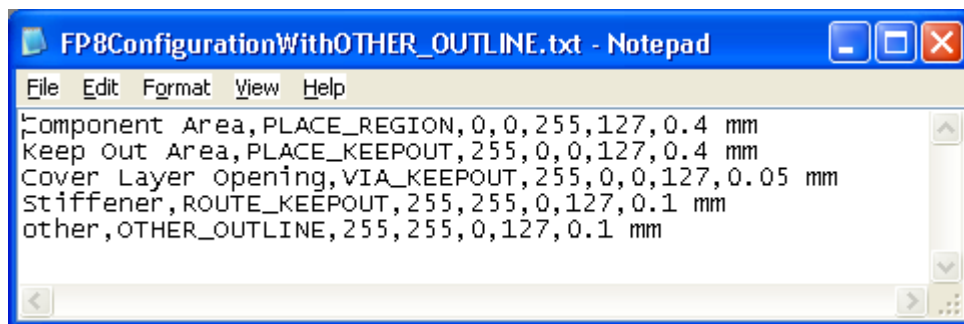 FP8ConfigurationWithOTHER_OUTLINE.txt - Notepad
File Edit Format View Help
Component Area,PLACE_REGION,0,0,255,127,0.4 mm
Keep Out Area,PLACE_KEEPOUT,255,0,0,127,0.4 mm
Cover Layer Opening,VIA_KEEPOUT,255,0,0,127,0.05 mm
Stiffener,ROUTE_KEEPOUT,255,255,0,127,0.1 mm
other,OTHER_OUTLINE,255,255,0,127,0.1 mm